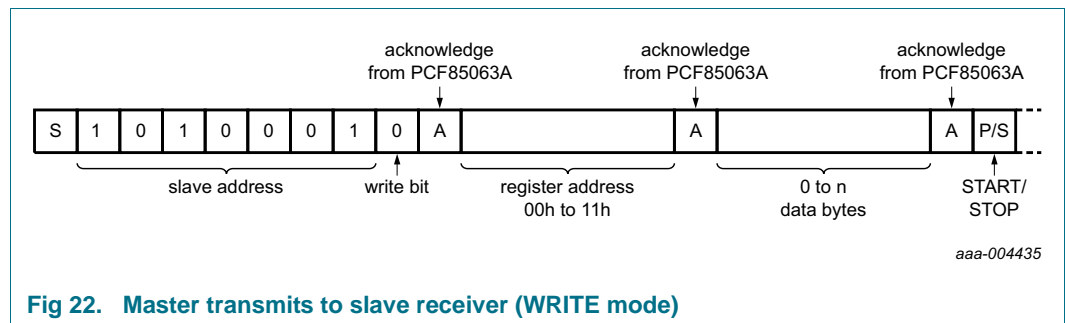 acknowledge acknowledge acknowledge
from PCF85063A from PCF85063A from PCF85063A
S 1 0 1 0 0 0 1 0 A A A P/S
slave address write bit register address 0 to n START/
00h to 11h data bytes STOP
aaa-004435
Fig 22. Master transmits to slave receiver (WRITE mode)